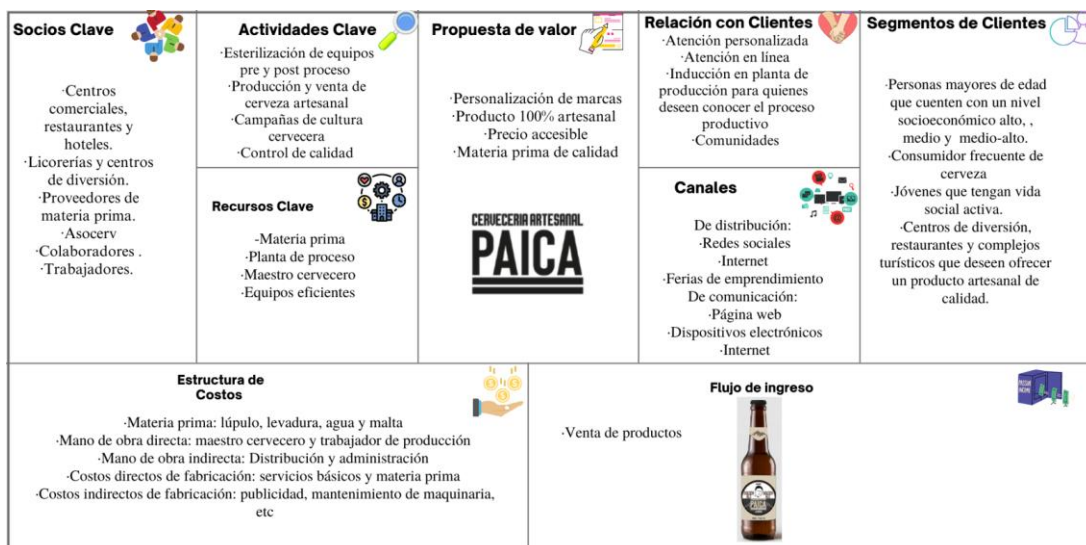 Socios Clave
·Centros
comerciales,
restaurantes y
hoteles.
·Licorerías y centros
de diversión.
·Proveedores de
materia prima.
·Asocerv
·Colaboradores .
·Trabajadores.
Actividades Clave
·Esterilización de equipos
pre y post proceso
·Producción y venta de
cerveza artesanal
·Campañas de cultura
cervecera
·Control de calidad
Recursos Clave
-Materia prima
·Planta de proceso
·Maestro cervecero
·Equipos eficientes
Propuesta de valor
·Personalización de marcas
·Producto 100% artesanal
·Precio accesible
·Materia prima de calidad
CERVECERIA ARTESANAL
PAICA
Relación con Clientes
·Atención personalizada
·Atención en línea
·Inducción en planta de
producción para quienes
deseen conocer el proceso
productivo
·Comunidades
Canales
De distribución:
·Redes sociales
·Internet
·Ferias de emprendimiento
De comunicación:
·Página web
·Dispositivos electrónicos
·Internet
Segmentos de Clientes
·Personas mayores de edad
que cuenten con un nivel
socioeconómico alto, ,
medio y medio-alto.
·Consumidor frecuente de
cerveza
·Jóvenes que tengan vida
social activa.
·Centros de diversión,
restaurantes y complejos
turísticos que deseen ofrecer
un producto artesanal de
calidad.
Estructura de
Costos
·Materia prima: lúpulo, levadura, agua y malta
·Mano de obra directa: maestro cervecero y trabajador de producción
·Mano de obra indirecta: Distribución y administración
·Costos directos de fabricación: servicios básicos y materia prima
·Costos indirectos de fabricación: publicidad, mantenimiento de maquinaria,
etc
Flujo de ingreso
·Venta de productos
PAICA